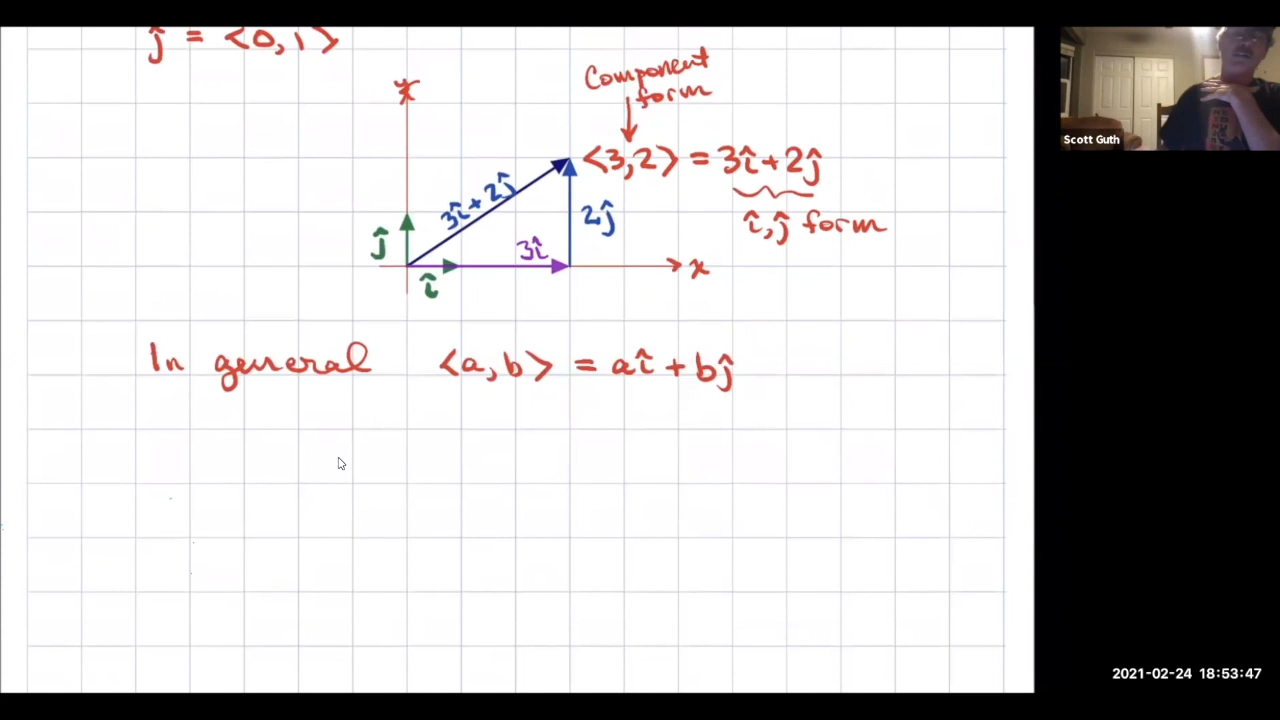 ĵ = <0,1>
Component
form
<3,2> = 3î+2ĵ
î,ĵ form
3î+2ĵ
2ĵ
3î
ĵ
î
x
In general <a,b> = aî+bĵ
Scott Guth
2021-02-24 18:53:47